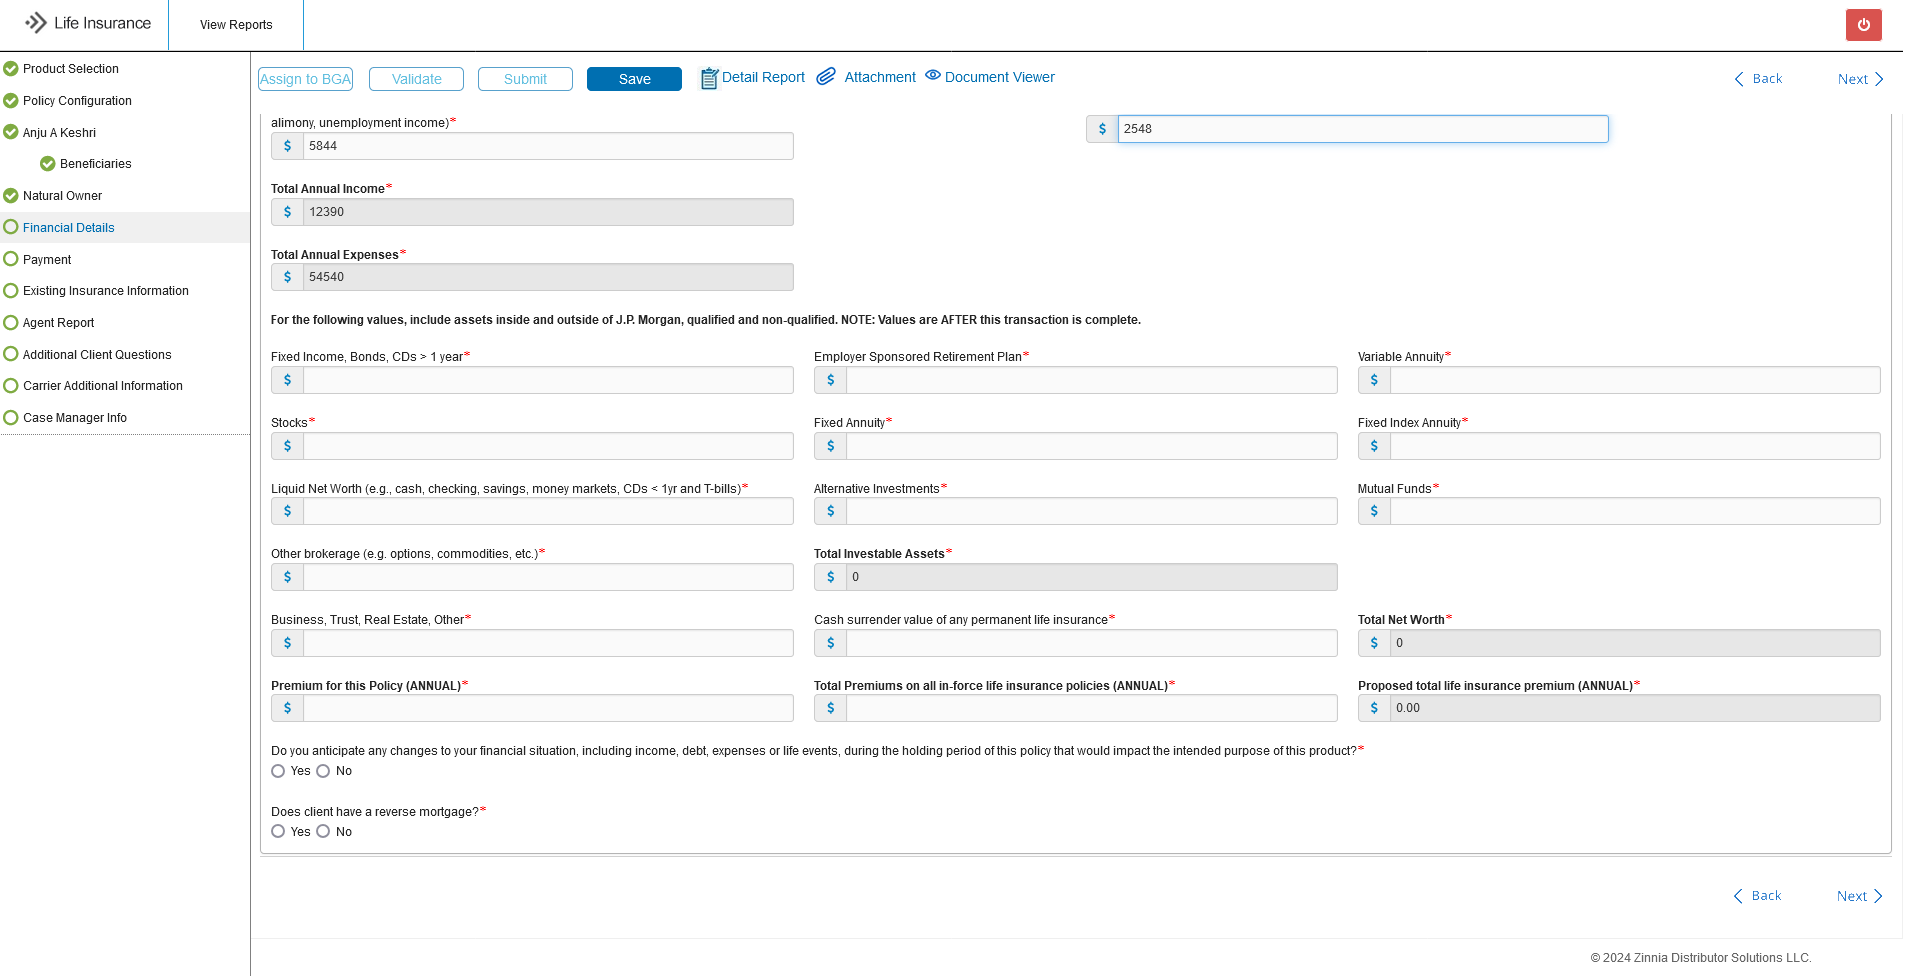 Life Insurance
View Reports
Product Selection
Policy Configuration
Anju A Keshri
Beneficiaries
Natural Owner
Financial Details
Payment
Existing Insurance Information
Agent Report
Additional Client Questions
Carrier Additional Information
Case Manager Info
Assign to BGA Validate Submit Save Detail Report Attachment Document Viewer Back Next
alimony, unemployment income)*
$ 5844
$ 2548
Total Annual Income*
$ 12390
Total Annual Expenses*
$ 54540
For the following values, include assets inside and outside of J.P. Morgan, qualified and non-qualified. NOTE: Values are AFTER this transaction is complete.
Fixed Income, Bonds, CDs > 1 year* Employer Sponsored Retirement Plan* Variable Annuity*
$ $ $
Stocks* Fixed Annuity* Fixed Index Annuity*
$ $ $
Liquid Net Worth (e.g., cash, checking, savings, money markets, CDs < 1yr and T-bills)* Alternative Investments* Mutual Funds*
$ $ $
Other brokerage (e.g. options, commodities, etc.)* Total Investable Assets*
$ $ 0
Business, Trust, Real Estate, Other* Cash surrender value of any permanent life insurance* Total Net Worth*
$ $ $ 0
Premium for this Policy (ANNUAL)* Total Premiums on all in-force life insurance policies (ANNUAL)* Proposed total life insurance premium (ANNUAL)*
$ $ $ 0.00
Do you anticipate any changes to your financial situation, including income, debt, expenses or life events, during the holding period of this policy that would impact the intended purpose of this product?*
Yes No
Does client have a reverse mortgage?*
Yes No
Back Next
© 2024 Zinnia Distributor Solutions LLC.